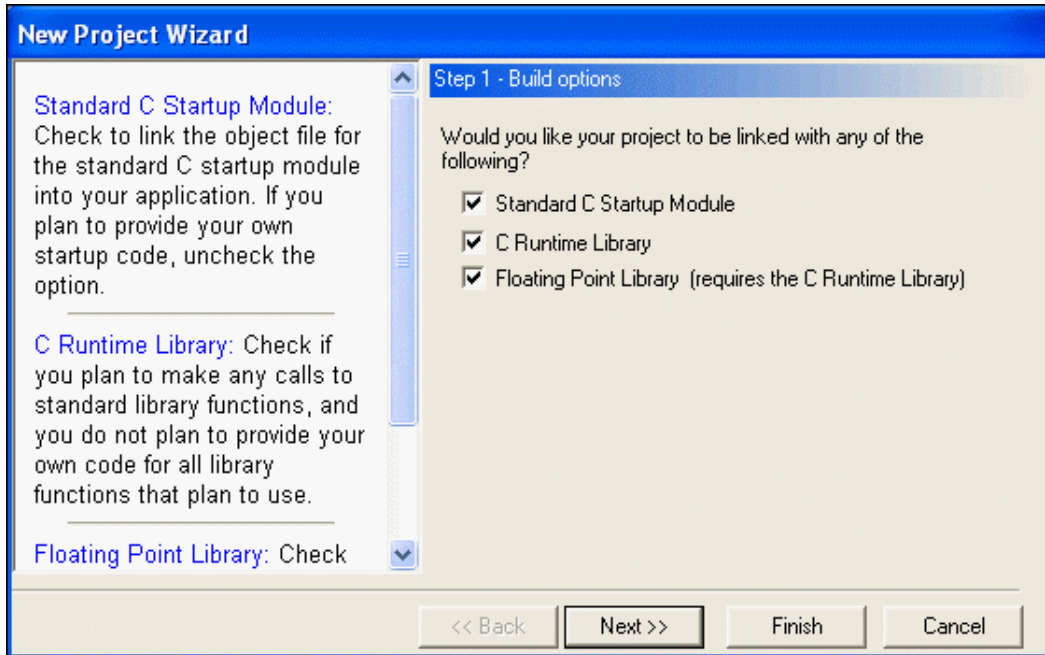 New Project Wizard
Standard C Startup Module:
Check to link the object file for
the standard C startup module
into your application. If you
plan to provide your own
startup code, uncheck the
option.
C Runtime Library: Check if
you plan to make any calls to
standard library functions, and
you do not plan to provide your
own code for all library
functions that plan to use.
Floating Point Library: Check
Step 1 - Build options
Would you like your project to be linked with any of the
following?
Standard C Startup Module
C Runtime Library
Floating Point Library (requires the C Runtime Library)
<< Back
Next >>
Finish
Cancel